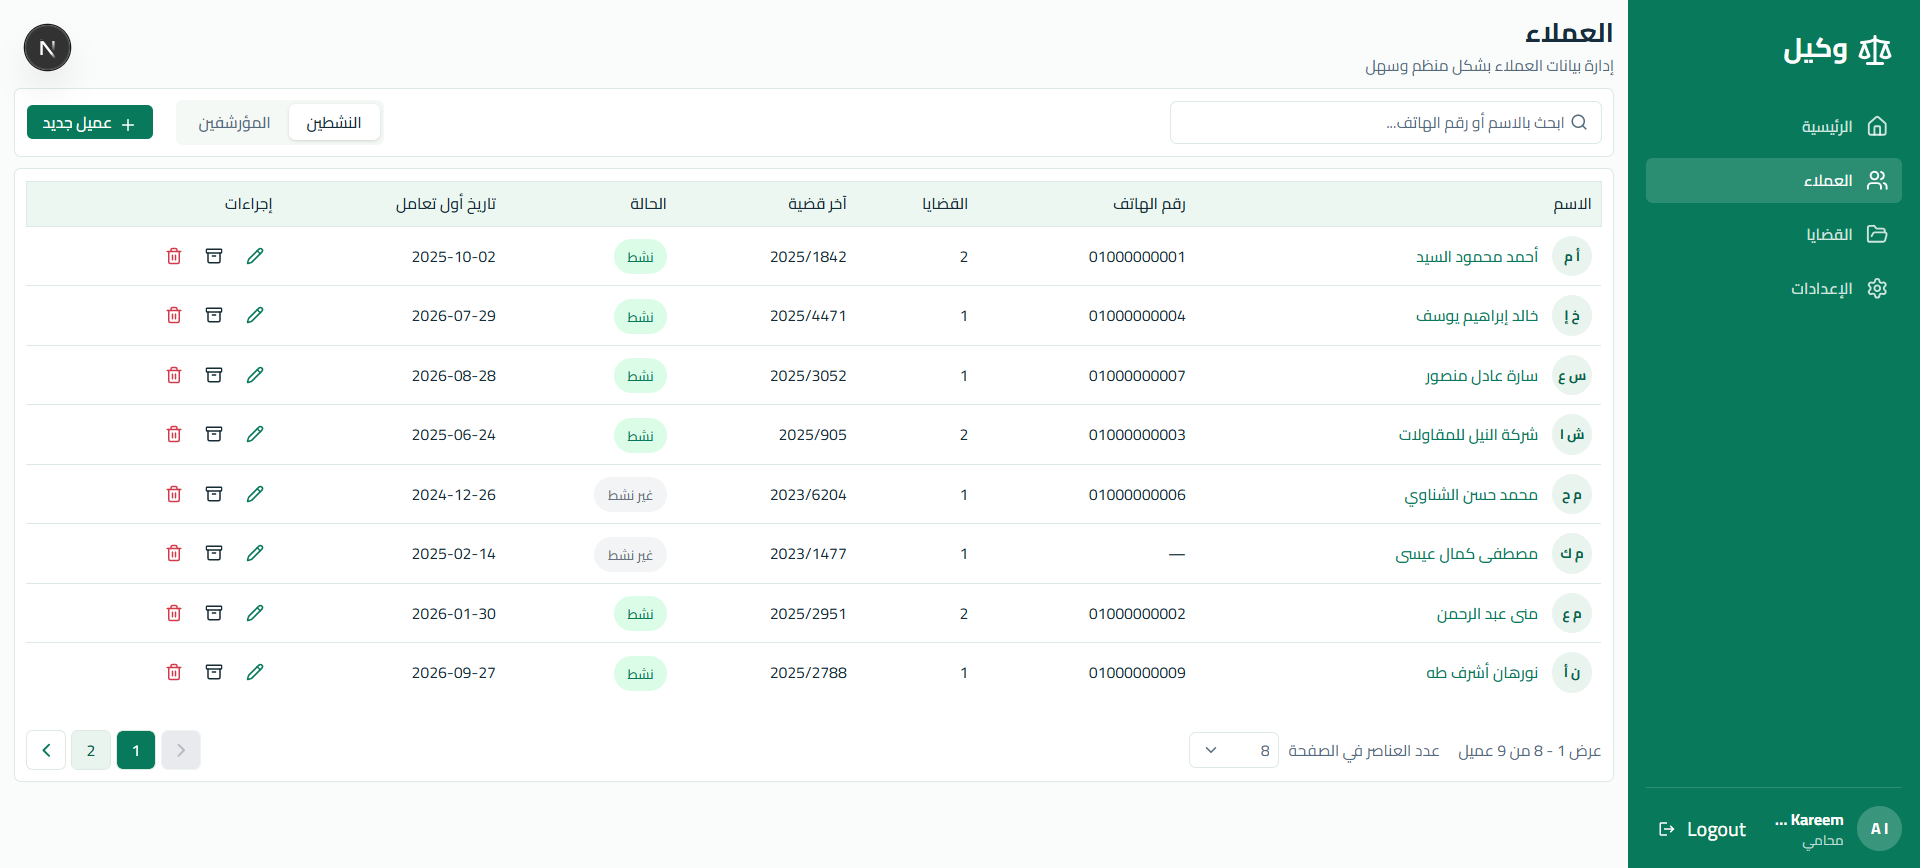 وكيل
الرئيسية
العملاء
القضايا
الإعدادات
Kareem ...
محامي
A I
Logout
العملاء
إدارة بيانات العملاء بشكل منظم وسهل
N
ابحث بالاسم أو رقم الهاتف...
النشطين المؤرشفين
عميل جديد
الاسم رقم الهاتف القضايا آخر قضية الحالة تاريخ أول تعامل إجراءات
أ م أحمد محمود السيد 01000000001 2 2025/1842 نشط 2025-10-02
خ إ خالد إبراهيم يوسف 01000000004 1 2025/4471 نشط 2026-07-29
س ع سارة عادل منصور 01000000007 1 2025/3052 نشط 2026-08-28
ش ا شركة النيل للمقاولات 01000000003 2 2025/905 نشط 2025-06-24
م ح محمد حسن الشناوي 01000000006 1 2023/6204 غير نشط 2024-12-26
م ك مصطفى كمال عيسى — 1 2023/1477 غير نشط 2025-02-14
م ع منى عبد الرحمن 01000000002 2 2025/2951 نشط 2026-01-30
ن أ نورهان أشرف طه 01000000009 1 2025/2788 نشط 2026-09-27
عرض 1 - 8 من 9 عميل عدد العناصر في الصفحة 8
1 2